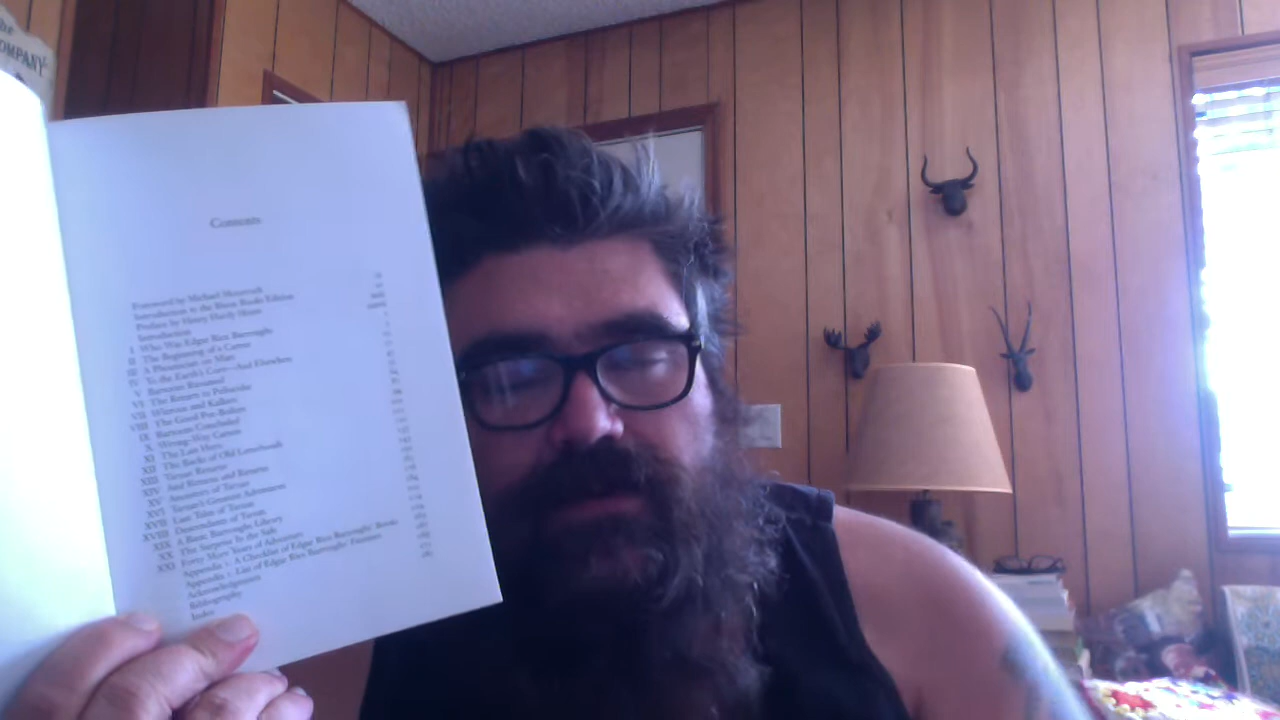 the
COMPANY
Contents
Foreword by Michael Moorcock
Introduction to the Bison Books Edition
Preface by Henry Hardy Heins
Introduction
I Who Was Edgar Rice Burroughs
II The Beginning of a Career
III A Phoenician on Mars
IV To the Earth's Core—And Elsewhere
V Barsoom Revisited
VI The Return to Pellucidar
VII Wieroos and Kalkars
VIII The Good Pot-Boilers
IX Barsoom Concluded
X Wrong-Way Carson
XI The Last Hero
XII The Backs of Old Letterheads
XIII Tarzan Returns
XIV And Returns and Returns
XV Ancestors of Tarzan
XVI Tarzan's Greatest Adventures
XVII Last Tales of Tarzan
XVIII Descendants of Tarzan
XIX A Basic Burroughs Library
XX The Surprise in the Safe
XXI Forty More Years of Adventure
Appendix 1. A Checklist of Edgar Rice Burroughs' Books
Appendix 2. List of Edgar Rice Burroughs' Fanzines
Acknowledgments
Bibliography
Index